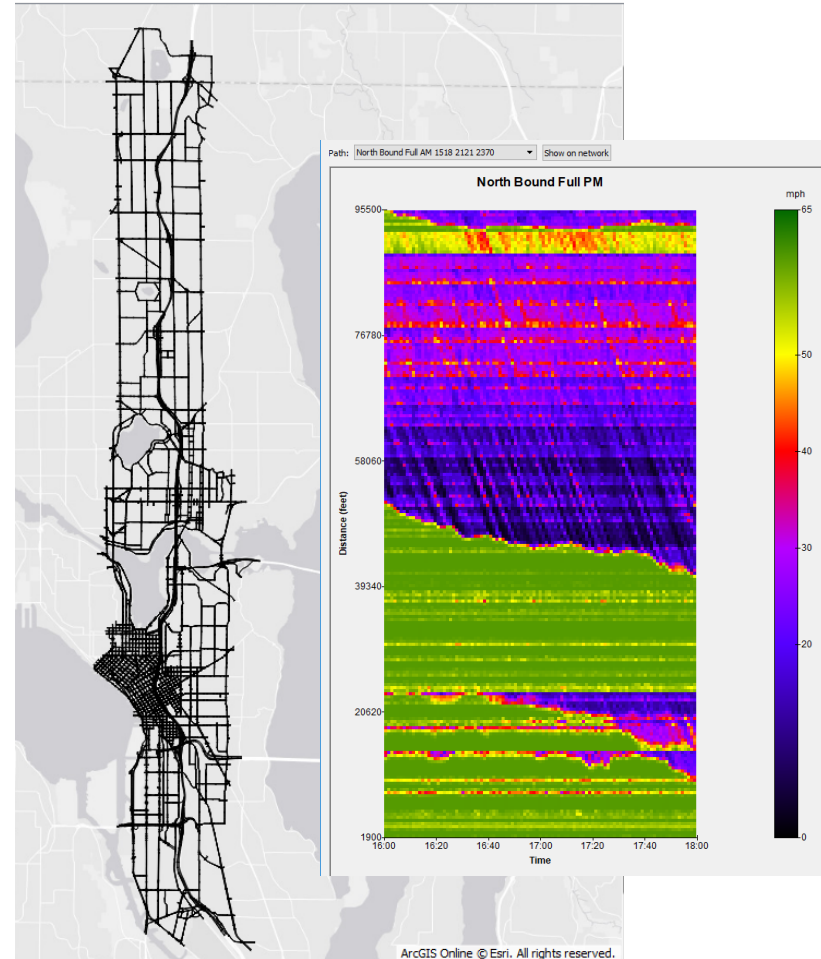 Path: North Bound Full AM 1518 2121 2370 Show on network
North Bound Full PM
mph
95500
76780
58060
39340
20620
1900
Distance (feet)
16:00 16:20 16:40 17:00 17:20 17:40 18:00
Time
65
50
40
30
20
0
ArcGIS Online © Esri. All rights reserved.